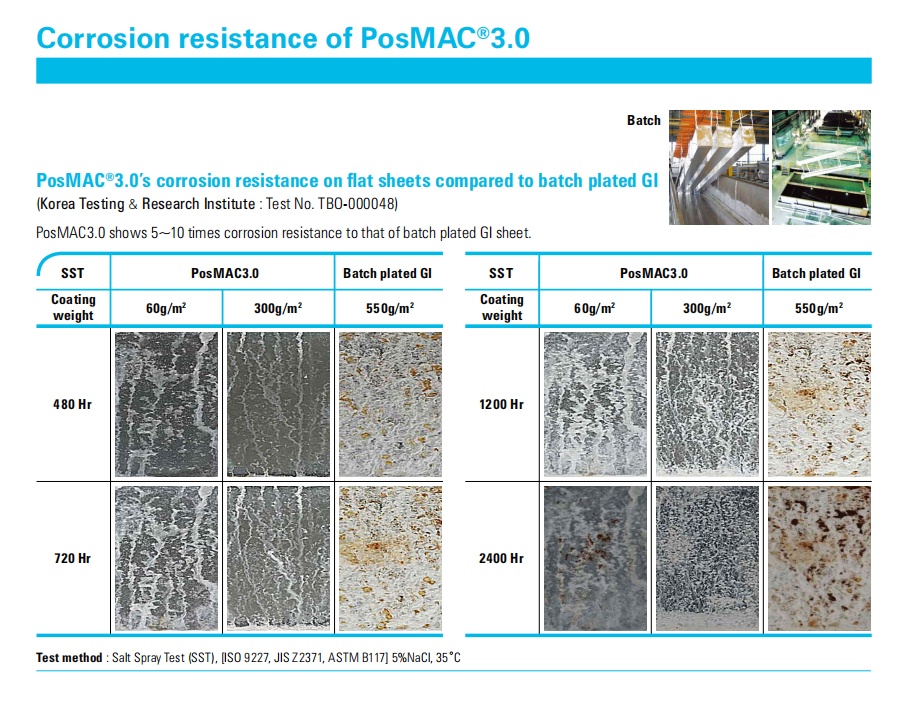 Corrosion resistance of PosMAC®3.0
Batch
PosMAC®3.0's corrosion resistance on flat sheets compared to batch plated GI
(Korea Testing & Research Institute : Test No. TBO-000048)
PosMAC3.0 shows 5~10 times corrosion resistance to that of batch plated GI sheet.
SST PosMAC3.0 Batch plated GI
Coating weight 60g/m² 300g/m² 550g/m²
480 Hr
720 Hr
SST PosMAC3.0 Batch plated GI
Coating weight 60g/m² 300g/m² 550g/m²
1200 Hr
2400 Hr
Test method : Salt Spray Test (SST), [ISO 9227, JIS Z 2371, ASTM B117] 5%NaCl, 35˚C